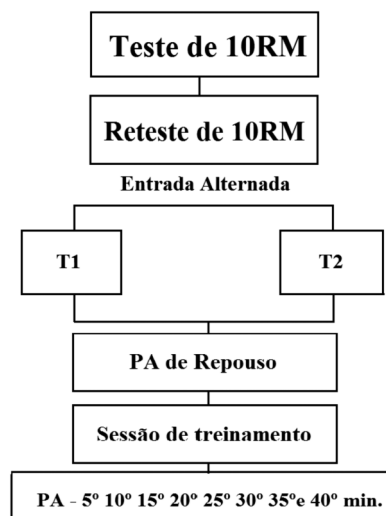 Teste de 10RM
Reteste de 10RM
Entrada Alternada
T1
T2
PA de Repouso
Sessão de treinamento
PA - 5º 10º 15º 20º 25º 30º 35ºe 40º min.